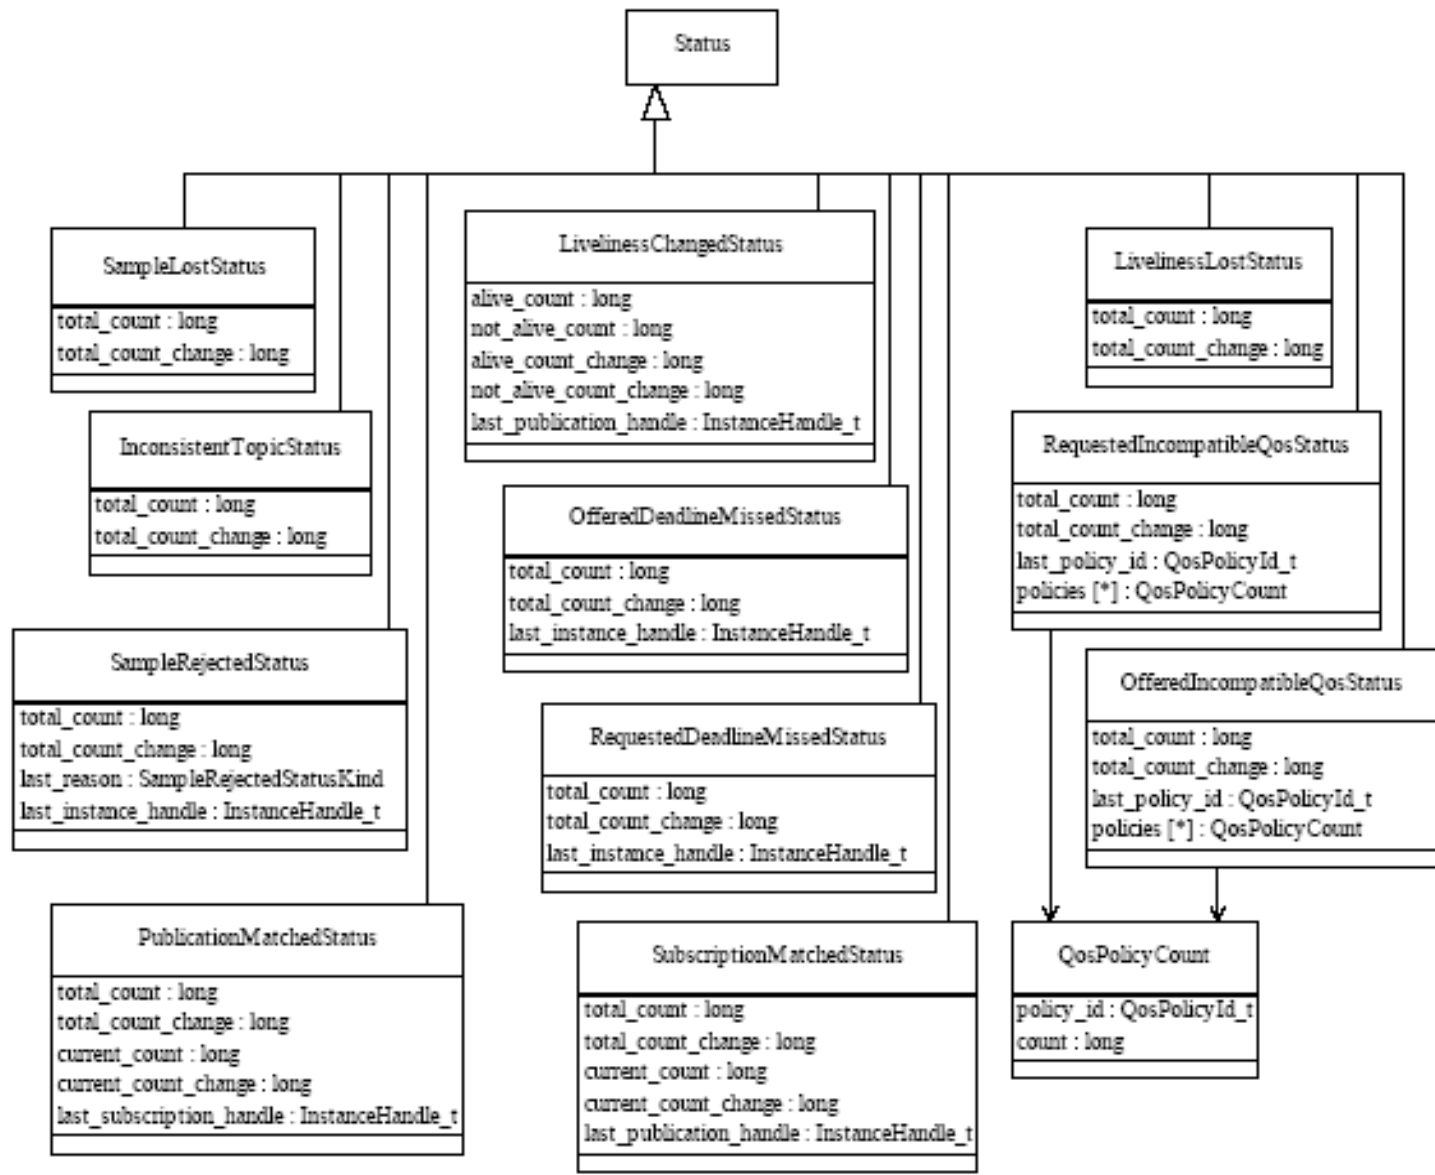 Status
SampleLostStatus
total_count : long
total_count_change : long
InconsistentTopicStatus
total_count : long
total_count_change : long
SampleRejectedStatus
total_count : long
total_count_change : long
last_reason : SampleRejectedStatusKind
last_instance_handle : InstanceHandle_t
PublicationMatchedStatus
total_count : long
total_count_change : long
current_count : long
current_count_change : long
last_subscription_handle : InstanceHandle_t
LivelinessChangedStatus
alive_count : long
not_alive_count : long
alive_count_change : long
not_alive_count_change : long
last_publication_handle : InstanceHandle_t
OfferedDeadlineMissedStatus
total_count : long
total_count_change : long
last_instance_handle : InstanceHandle_t
RequestedDeadlineMissedStatus
total_count : long
total_count_change : long
last_instance_handle : InstanceHandle_t
SubscriptionMatchedStatus
total_count : long
total_count_change : long
current_count : long
current_count_change : long
last_publication_handle : InstanceHandle_t
LivelinessLostStatus
total_count : long
total_count_change : long
RequestedIncompatibleQosStatus
total_count : long
total_count_change : long
last_policy_id : QosPolicyId_t
policies [*] : QosPolicyCount
OfferedIncompatibleQosStatus
total_count : long
total_count_change : long
last_policy_id : QosPolicyId_t
policies [*] : QosPolicyCount
QosPolicyCount
policy_id : QosPolicyId_t
count : long